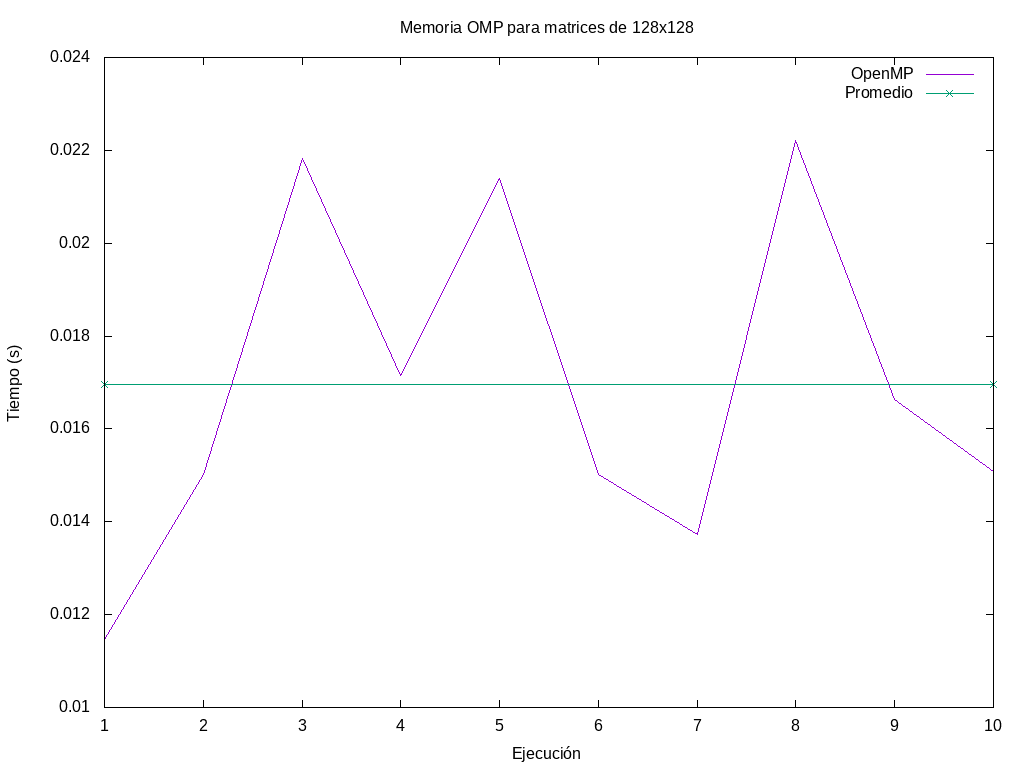 Memoria OMP para matrices de 128x128
OpenMP
Promedio
0.024
0.022
0.02
0.018
0.016
0.014
0.012
0.01
Tiempo (s)
1 2 3 4 5 6 7 8 9 10
Ejecución